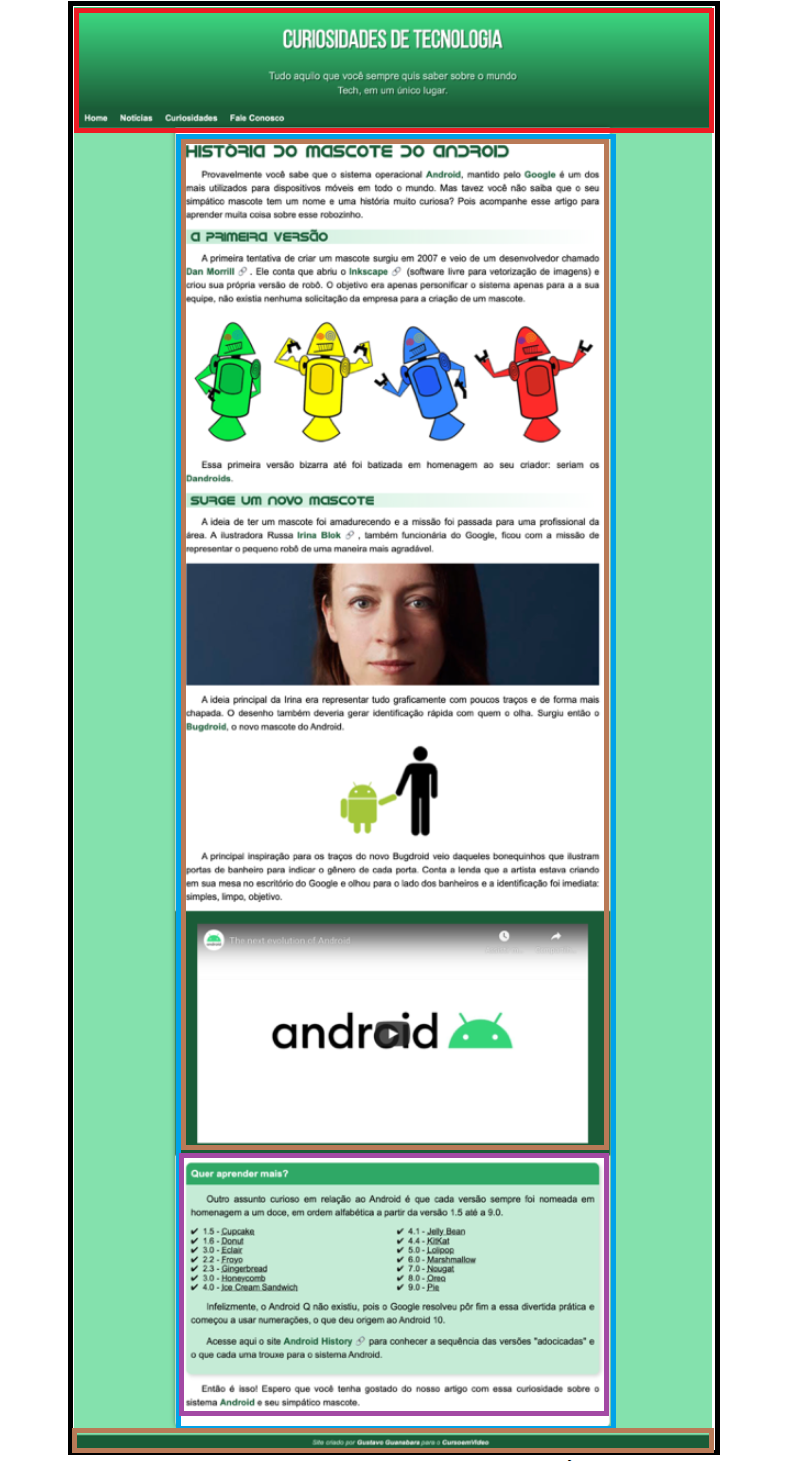 CURIOSIDADES DE TECNOLOGIA
Tudo aquilo que você sempre quis saber sobre o mundo
Tech, em um único lugar.
Home Notícias Curiosidades Fale Conosco
HISTÓRIA DO MASCOTE DO ANDROID
Provavelmente você sabe que o sistema operacional Android, mantido pelo Google é um dos
mais utilizados para dispositivos móveis em todo o mundo. Mas tavez você não saiba que o seu
simpático mascote tem um nome e uma história muito curiosa? Pois acompanhe esse artigo para
aprender muita coisa sobre esse robozinho.
A PRIMEIRA VERSÃO
A primeira tentativa de criar um mascote surgiu em 2007 e veio de um desenvolvedor chamado
Dan Morrill 🔗 . Ele conta que abriu o Inkscape 🔗 (software livre para vetorização de imagens) e
criou sua própria versão de robô. O objetivo era apenas personificar o sistema apenas para a a sua
equipe, não existia nenhuma solicitação da empresa para a criação de um mascote.
Essa primeira versão bizarra até foi batizada em homenagem ao seu criador: seriam os
Dandroids.
SURGE UM NOVO MASCOTE
A ideia de ter um mascote foi amadurecendo e a missão foi passada para uma profissional da
área. A ilustradora Russa Irina Blok 🔗 , também funcionária do Google, ficou com a missão de
representar o pequeno robô de uma maneira mais agradável.
A ideia principal da Irina era representar tudo graficamente com poucos traços e de forma mais
chapada. O desenho também deveria gerar identificação rápida com quem o olha. Surgiu então o
Bugdroid, o novo mascote do Android.
A principal inspiração para os traços do novo Bugdroid veio daqueles bonequinhos que ilustram
portas de banheiro para indicar o gênero de cada porta. Conta a lenda que a artista estava criando
em sua mesa no escritório do Google e olhou para o lado dos banheiros e a identificação foi imediata:
simples, limpo, objetivo.
The next evolution of Android
android
Quer aprender mais?
Outro assunto curioso em relação ao Android é que cada versão sempre foi nomeada em
homenagem a um doce, em ordem alfabética a partir da versão 1.5 até a 9.0.
✔ 1.5 - Cupcake
✔ 1.6 - Donut
✔ 3.0 - Eclair
✔ 2.2 - Froyo
✔ 2.3 - Gingerbread
✔ 3.0 - Honeycomb
✔ 4.0 - Ice Cream Sandwich
✔ 4.1 - Jelly Bean
✔ 4.4 - KitKat
✔ 5.0 - Lolipop
✔ 6.0 - Marshmallow
✔ 7.0 - Nougat
✔ 8.0 - Oreo
✔ 9.0 - Pie
Infelizmente, o Android Q não existiu, pois o Google resolveu pôr fim a essa divertida prática e
começou a usar numerações, o que deu origem ao Android 10.
Acesse aqui o site Android History 🔗 para conhecer a sequência das versões "adocicadas" e
o que cada uma trouxe para o sistema Android.
Então é isso! Espero que você tenha gostado do nosso artigo com essa curiosidade sobre o
sistema Android e seu simpático mascote.
Site criado por Gustavo Guanabara para o CursoemVídeo